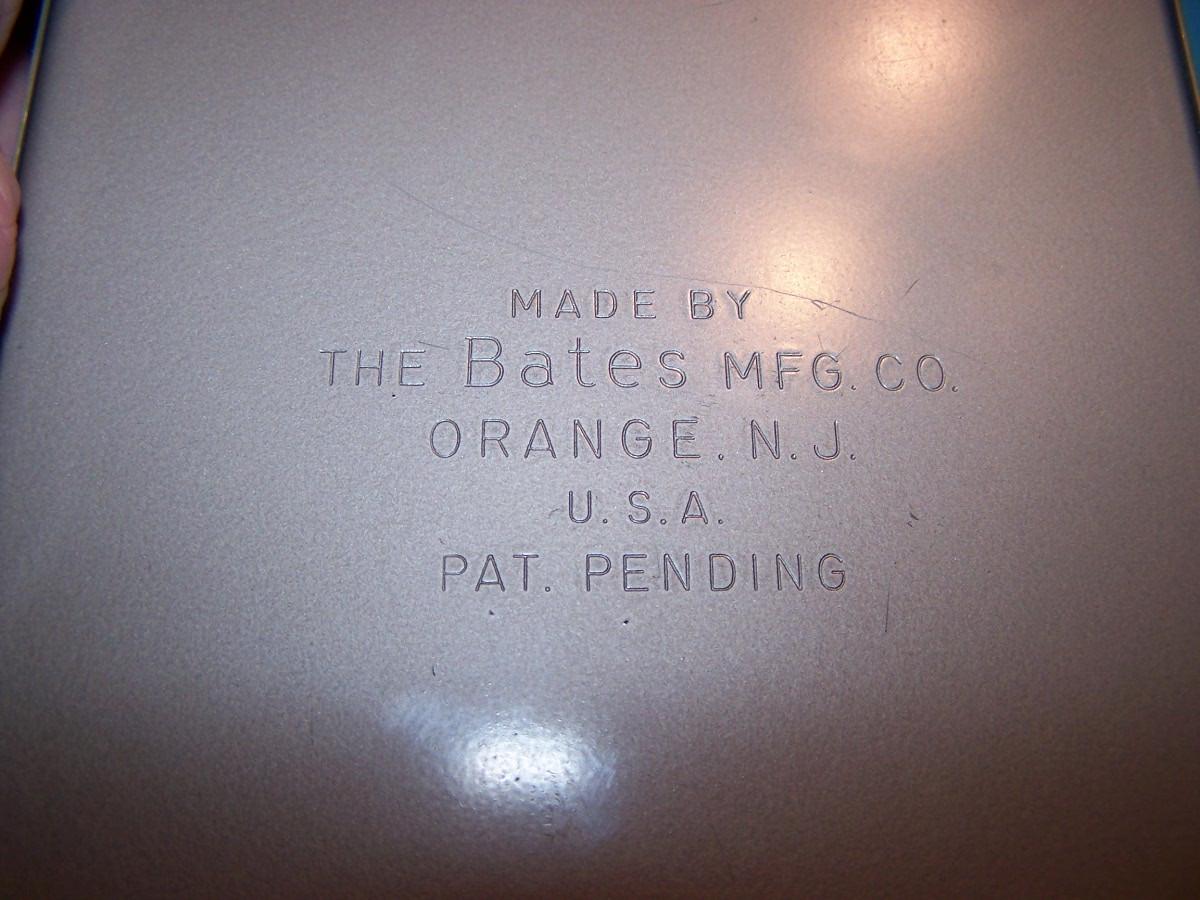 MADE BY
THE Bates MFG. CO.
ORANGE, N. J.
U. S. A.
PAT. PENDING